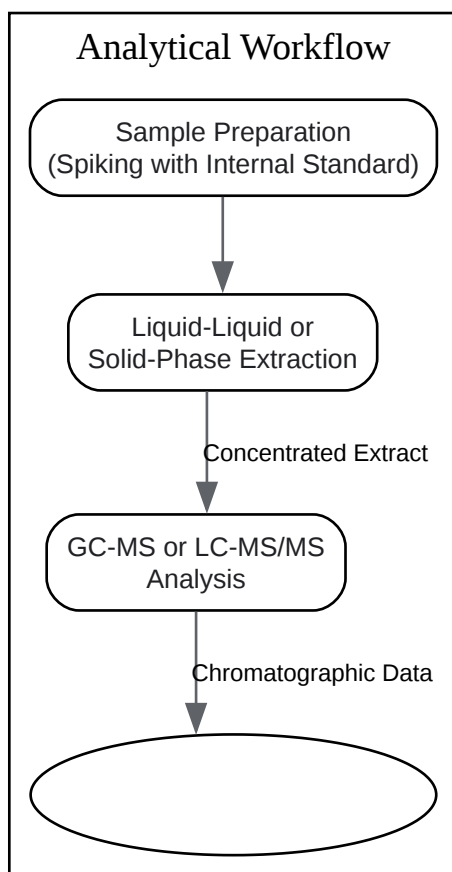 Analytical Workflow
Sample Preparation
(Spiking with Internal Standard)
Liquid-Liquid or
Solid-Phase Extraction
Concentrated Extract
GC-MS or LC-MS/MS
Analysis
Chromatographic Data